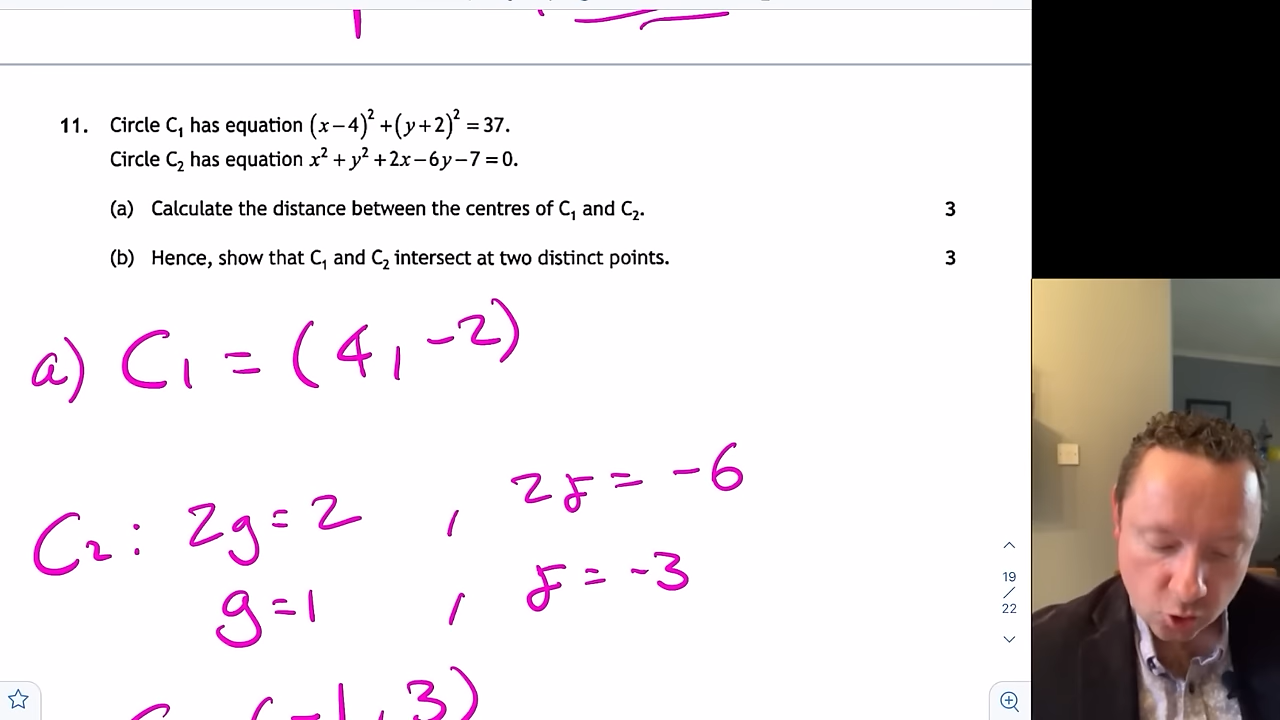 11. Circle C₁ has equation (x−4)² + (y+2)² = 37.
Circle C₂ has equation x² + y² + 2x − 6y − 7 = 0.
(a) Calculate the distance between the centres of C₁ and C₂. 3
(b) Hence, show that C₁ and C₂ intersect at two distinct points. 3
a) C₁ = (4, -2)
C₂: 2g = 2 , 2f = -6
g = 1 , f = -3
(-1, 3)
19
/
22